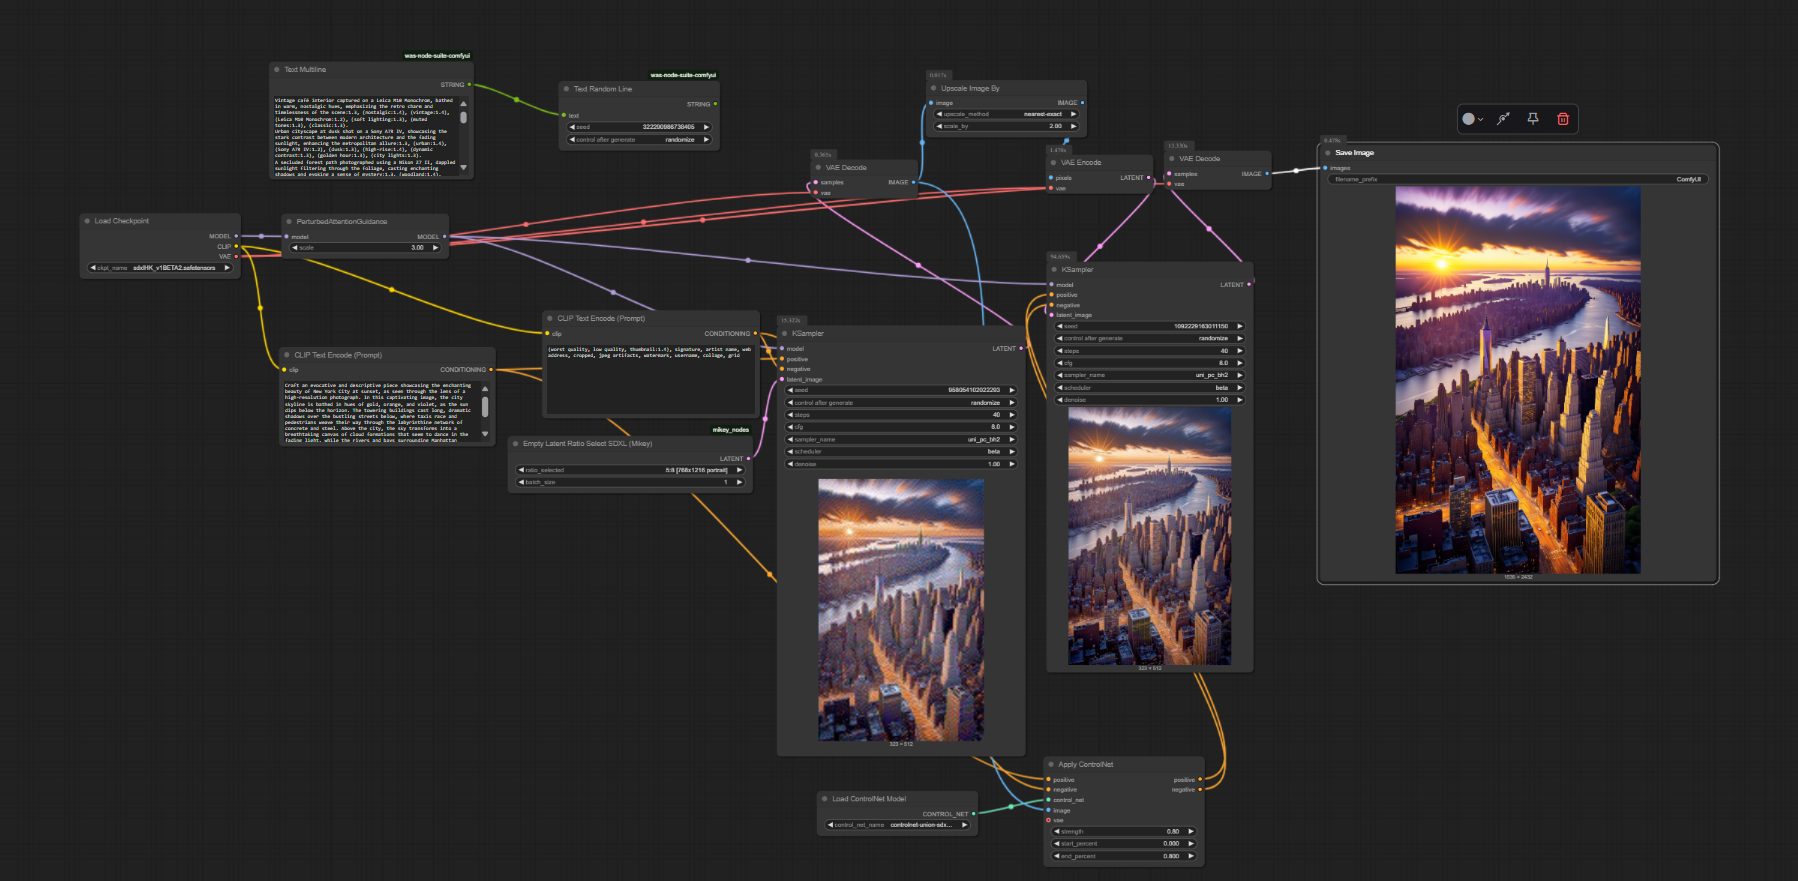 was-node-suite-comfyui
Text Multiline
STRING
Vintage café interior captured on a Leica M10 Monochrom, bathed
in warm, nostalgic hues, emphasizing the retro charm and
timelessness of the scene:1.3, (nostalgic:1.4), (vintage:1.4),
(Leica M10 Monochrom:1.2), (soft lighting:1.3), (muted
tones:1.3), (classic:1.3).
Urban cityscape at dusk shot on a Sony A7R IV, showcasing the
stark contrast between modern architecture and the fading
sunlight, enhancing the metropolitan allure:1.3, (urban:1.4),
(Sony A7R IV:1.2), (dusk:1.3), (high-rise:1.4), (dynamic
contrast:1.3), (golden hour:1.3), (city lights:1.3).
A secluded forest path photographed using a Nikon Z7 II, dappled
sunlight filtering through the foliage, casting enchanting
shadows and evoking a sense of mystery:1.3, (woodland:1.4),
was-node-suite-comfyui
Text Random Line
STRING
text
seed 322200986738405
control after generate randomize
0.017s
Upscale Image By
image IMAGE
upscale_method nearest-exact
scale_by 2.00
0.363s
VAE Decode
samples IMAGE
vae
VAE Encode
pixels LATENT
vae
VAE Decode
samples IMAGE
vae
Save Image
images
filename_prefix ComfyUI
1536 × 2432
Load Checkpoint
MODEL
CLIP
VAE
ckpt_name sdxlHK_v1BETA2.safetensors
PerturbedAttentionGuidance
model MODEL
scale 3.00
CLIP Text Encode (Prompt)
clip CONDITIONING
(worst quality, low quality, thumbnail:1.4), signature, artist name, web
address, cropped, jpeg artifacts, watermark, username, collage, grid
CLIP Text Encode (Prompt)
clip CONDITIONING
Craft an evocative and descriptive piece showcasing the enchanting
beauty of New York City at sunset, as seen through the lens of a
high-resolution photograph. In this captivating image, the city
skyline is bathed in hues of gold, orange, and violet, as the sun
dips below the horizon. The towering buildings cast long, dramatic
shadows over the bustling streets below, where taxis race and
pedestrians weave their way through the labyrinthine network of
concrete and steel. Above the city, the sky transforms into a
breathtaking canvas of cloud formations that seem to dance in the
fading light, while the rivers and bays surrounding Manhattan
mikey_nodes
Empty Latent Ratio Select SDXL (Mikey)
LATENT
ratio_selected 5:8 [768x1216 portrait]
batch_size 1
KSampler
model LATENT
positive
negative
latent_image
seed 958054102022293
control after generate randomize
steps 40
cfg 8.0
sampler_name uni_pc_bh2
scheduler beta
denoise 1.00
323 × 512
KSampler
model LATENT
positive
negative
latent_image
seed 1092229163011150
control after generate randomize
steps 40
cfg 8.0
sampler_name uni_pc_bh2
scheduler beta
denoise 1.00
323 × 512
Load ControlNet Model
CONTROL_NET
control_net_name controlnet-union-sdx...
Apply ControlNet
positive positive
negative negative
control_net
image
vae
strength 0.80
start_percent 0.000
end_percent 0.800